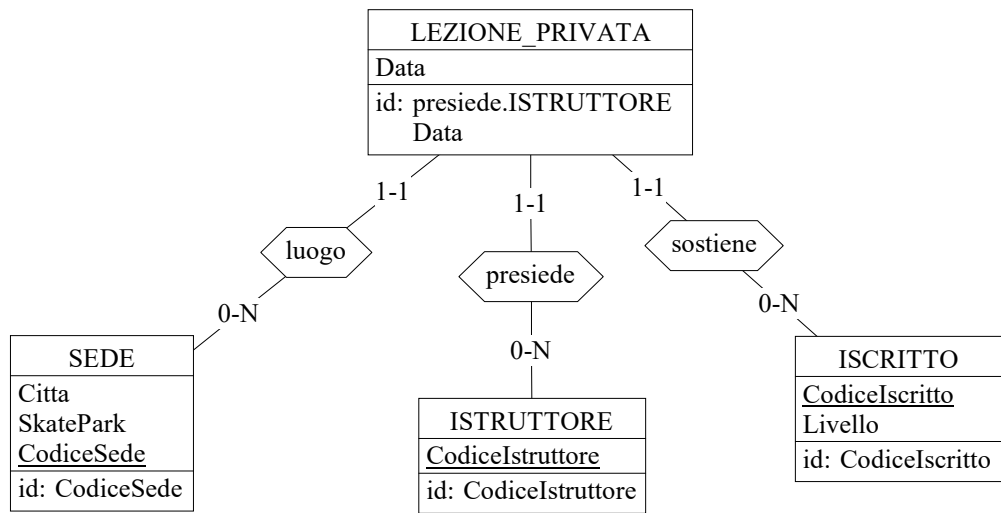 LEZIONE_PRIVATA
Data
id: presiede.ISTRUTTORE
Data
1-1
1-1
1-1
luogo
presiede
sostiene
0-N
0-N
0-N
SEDE
Citta
SkatePark
CodiceSede
id: CodiceSede
ISTRUTTORE
CodiceIstruttore
id: CodiceIstruttore
ISCRITTO
CodiceIscritto
Livello
id: CodiceIscritto